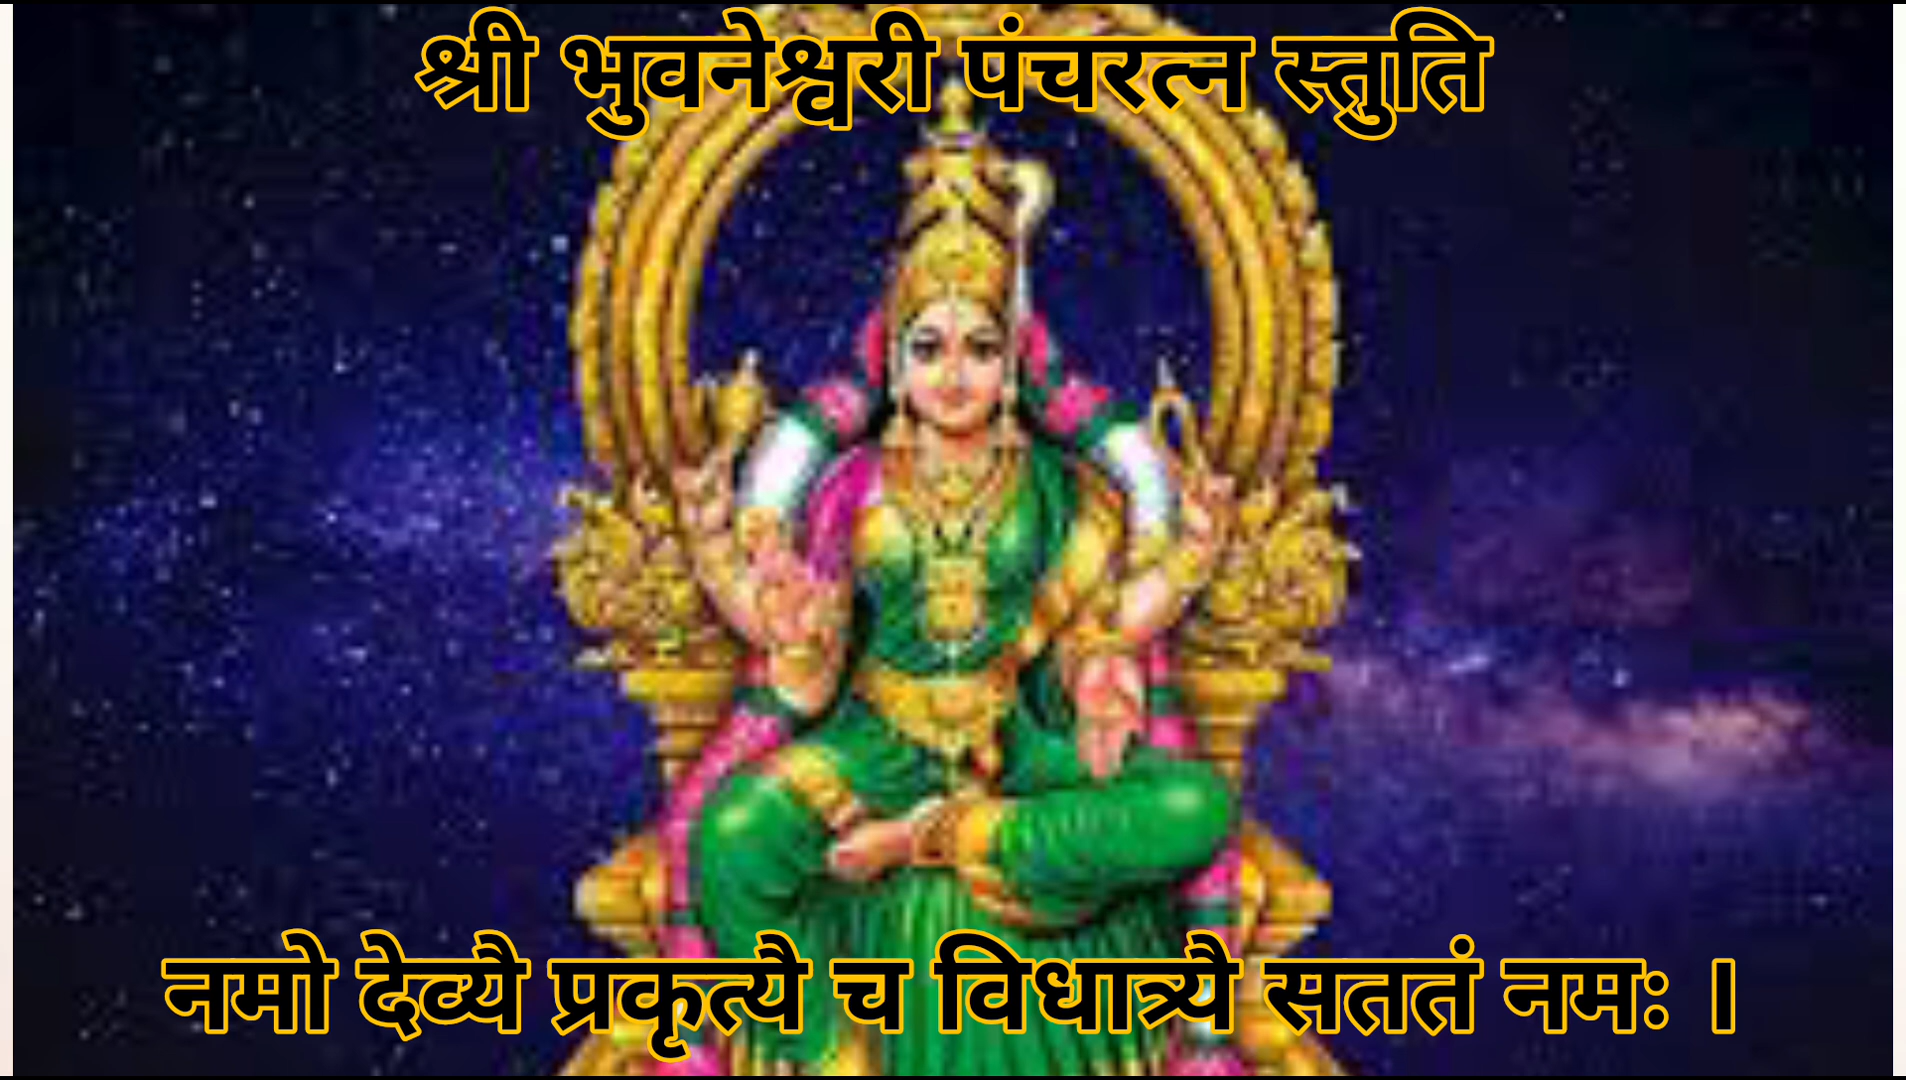 श्री भुवनेश्वरी पंचरत्न स्तुति
नमो देव्यै प्रकृत्यै च विधात्र्यै सततं नमः ।